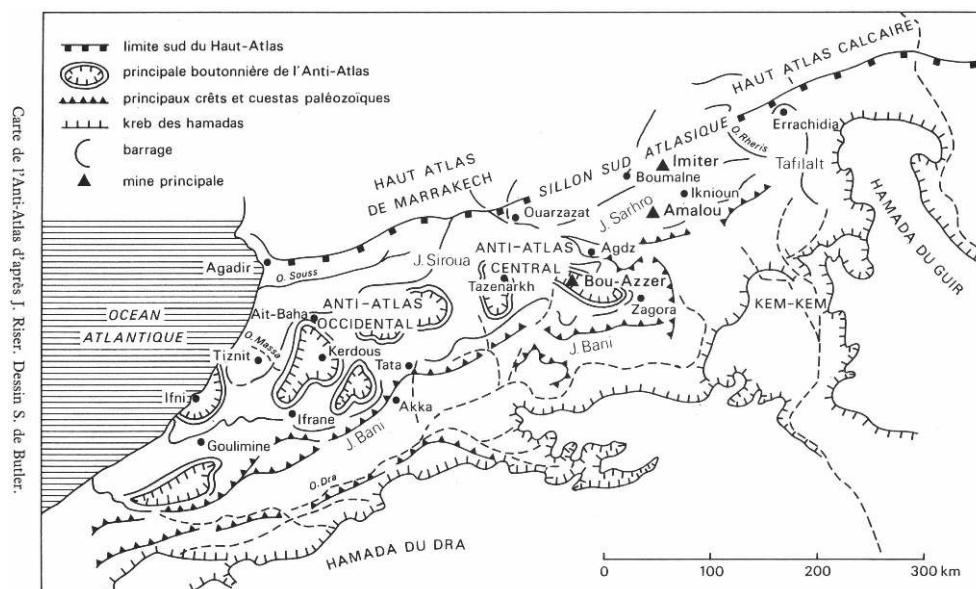 limite sud du Haut-Atlas
principale boutonnière de l'Anti-Atlas
principaux crêts et cuestas paléozoïques
kreb des hamadas
barrage
mine principale
Carte de l'Anti-Atlas d'après J. Riser. Dessin S. de Butler.
HAUT ATLAS CALCAIRE
Errachidia
O.Rheris
Tafilalt
SILLON SUD ATLASIQUE
Imiter
Boumalne
Iknioun
HAUT ATLAS
DE MARRAKECH
Ouarzazat
J. Sarhro
Amalou
HAMADA DU GUIR
Agadir
O. Souss
J. Siroua
ANTI-ATLAS
CENTRAL
Agdz
Tazenarkh
Bou-Azzer
Zagora
KEM-KEM
OCEAN
ATLANTIQUE
Ait-Baha
ANTI-ATLAS
OCCIDENTAL
O. Massa
Tiznit
Kerdous
Tata
J. Bani
Ifni
Ifrane
Akka
J. Bani
Goulimine
O. Dra
HAMADA DU DRA
0 100 200 300 km